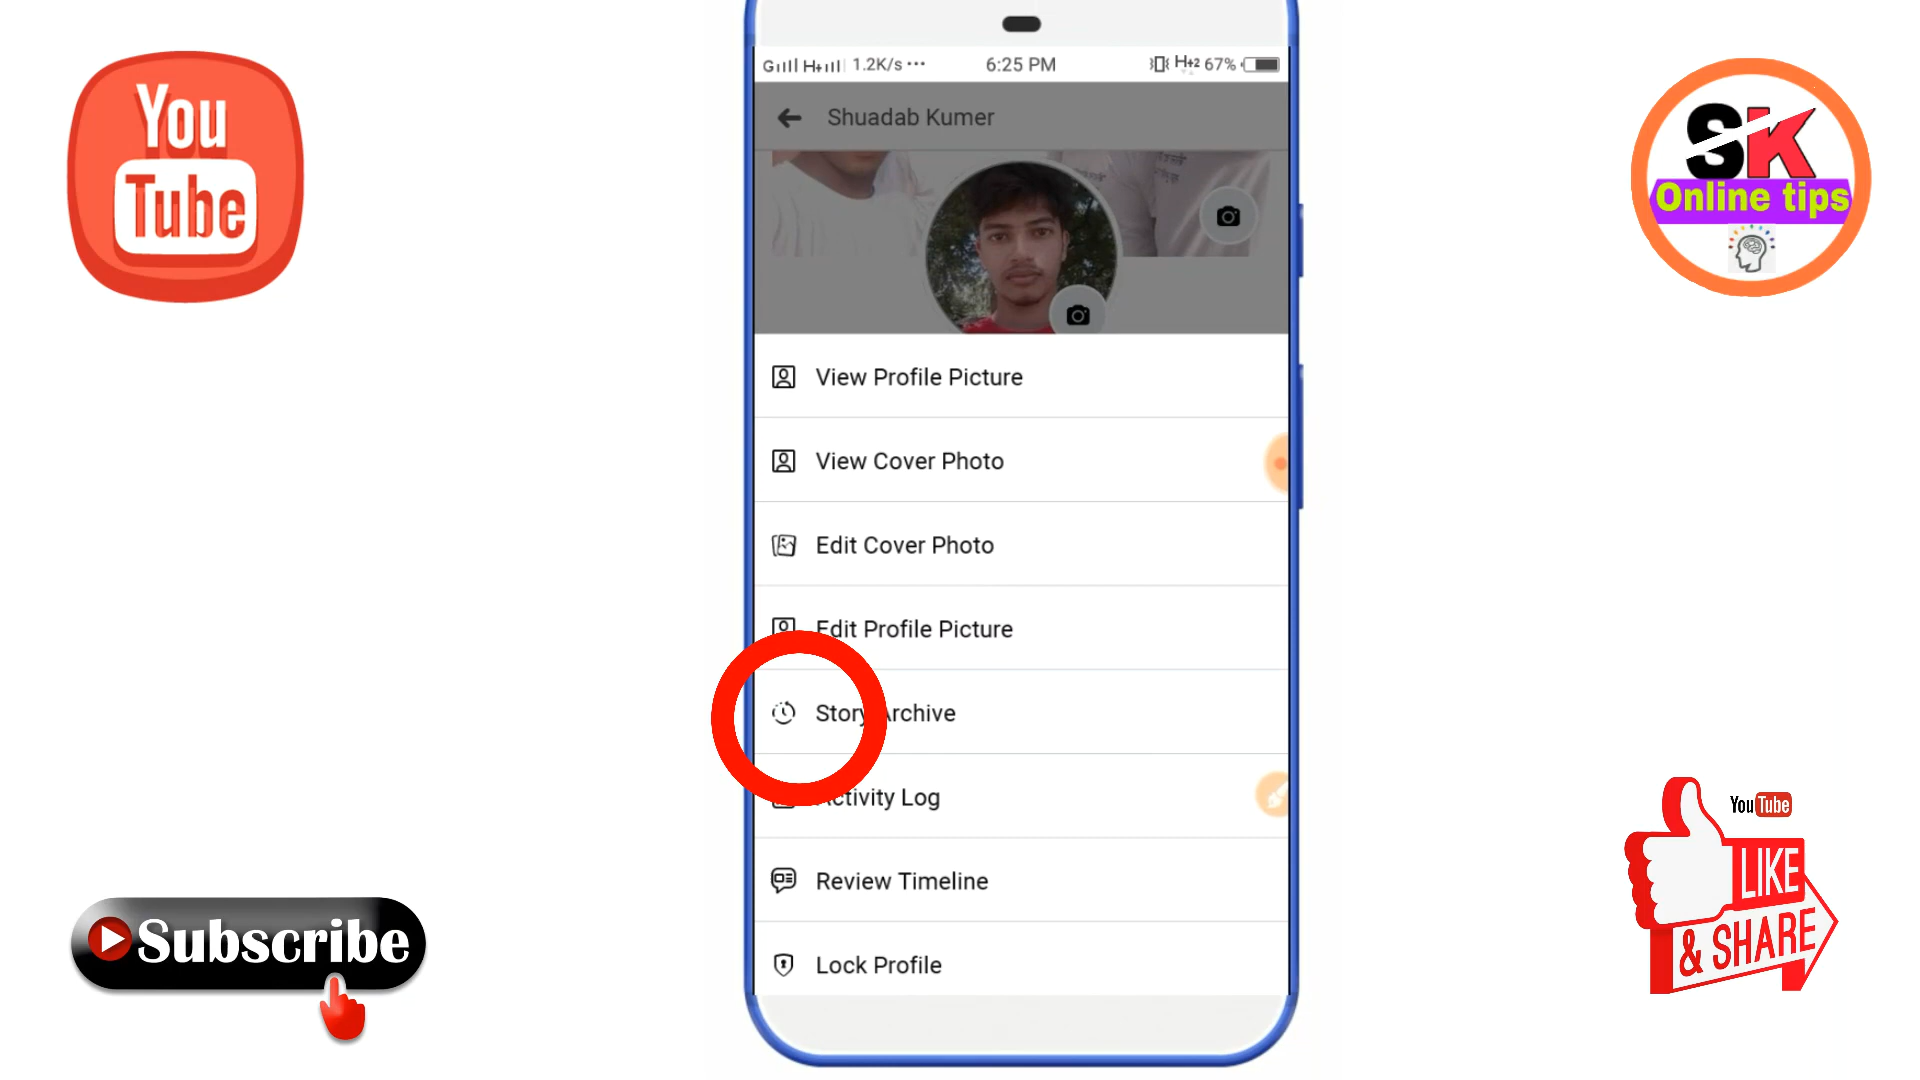 You
Tube
SK
Online tips
1.2K/s ...
6:25 PM
67%
Shuadab Kumer
View Profile Picture
View Cover Photo
Edit Cover Photo
Edit Profile Picture
Story Archive
Activity Log
Review Timeline
Lock Profile
Subscribe
YouTube
LIKE
& SHARE